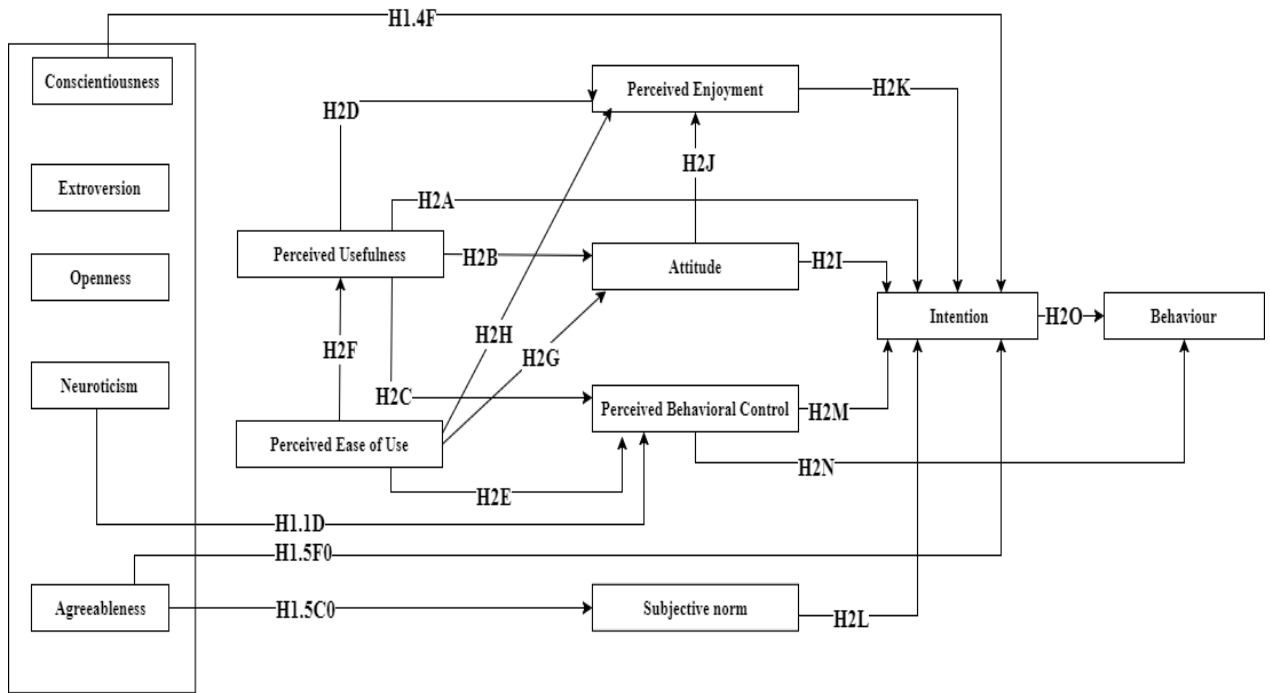 H1.4F
Conscientiousness
Perceived Enjoyment
H2K
H2D
H2J
Extroversion
H2A
Perceived Usefulness
H2B
Attitude
H2I
Openness
Intention
H2O
Behaviour
H2H
H2G
H2F
Neuroticism
H2C
Perceived Behavioral Control
H2M
Perceived Ease of Use
H2N
H2E
H1.1D
H1.5F0
Agreeableness
H1.5C0
Subjective norm
H2L